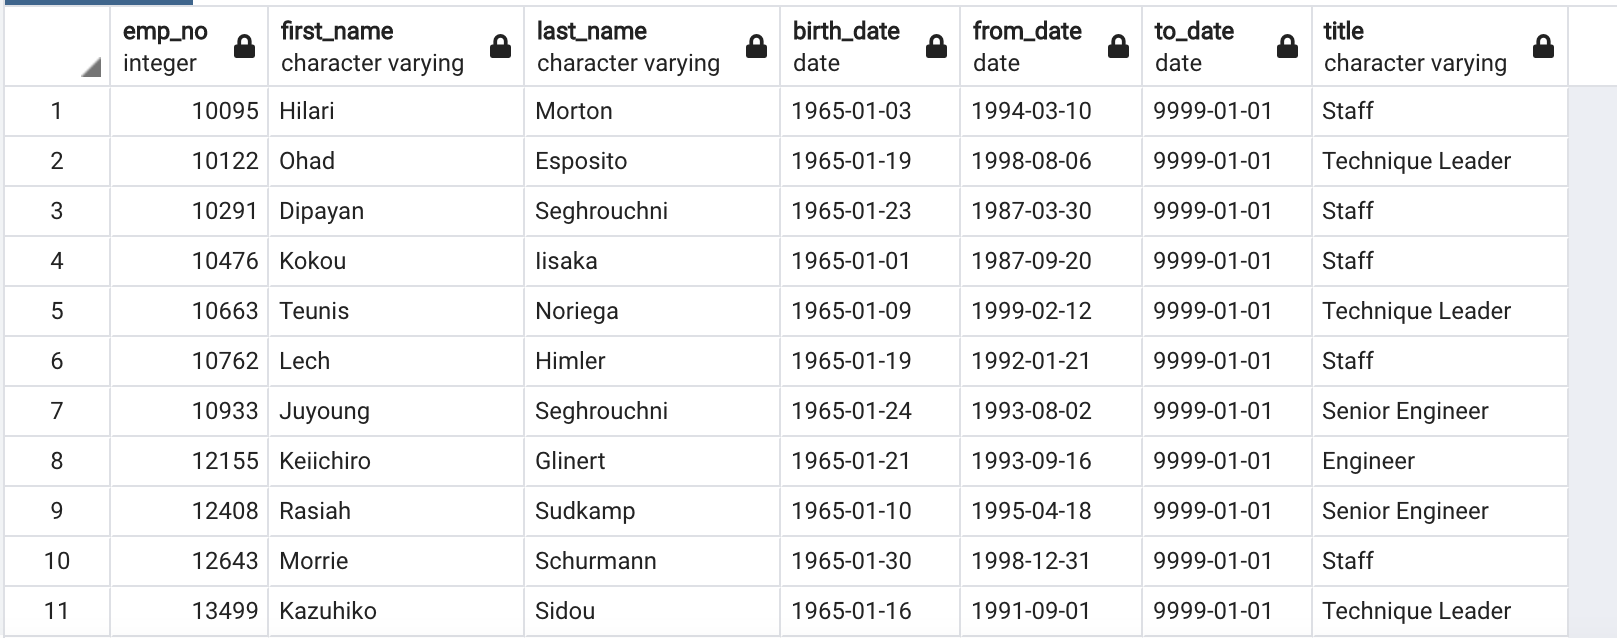 emp_no first_name last_name birth_date from_date to_date title
integer character varying character varying date date date character varying
1 10095 Hilari Morton 1965-01-03 1994-03-10 9999-01-01 Staff
2 10122 Ohad Esposito 1965-01-19 1998-08-06 9999-01-01 Technique Leader
3 10291 Dipayan Seghrouchni 1965-01-23 1987-03-30 9999-01-01 Staff
4 10476 Kokou Iisaka 1965-01-01 1987-09-20 9999-01-01 Staff
5 10663 Teunis Noriega 1965-01-09 1999-02-12 9999-01-01 Technique Leader
6 10762 Lech Himler 1965-01-19 1992-01-21 9999-01-01 Staff
7 10933 Juyoung Seghrouchni 1965-01-24 1993-08-02 9999-01-01 Senior Engineer
8 12155 Keiichiro Glinert 1965-01-21 1993-09-16 9999-01-01 Engineer
9 12408 Rasiah Sudkamp 1965-01-10 1995-04-18 9999-01-01 Senior Engineer
10 12643 Morrie Schurmann 1965-01-30 1998-12-31 9999-01-01 Staff
11 13499 Kazuhiko Sidou 1965-01-16 1991-09-01 9999-01-01 Technique Leader